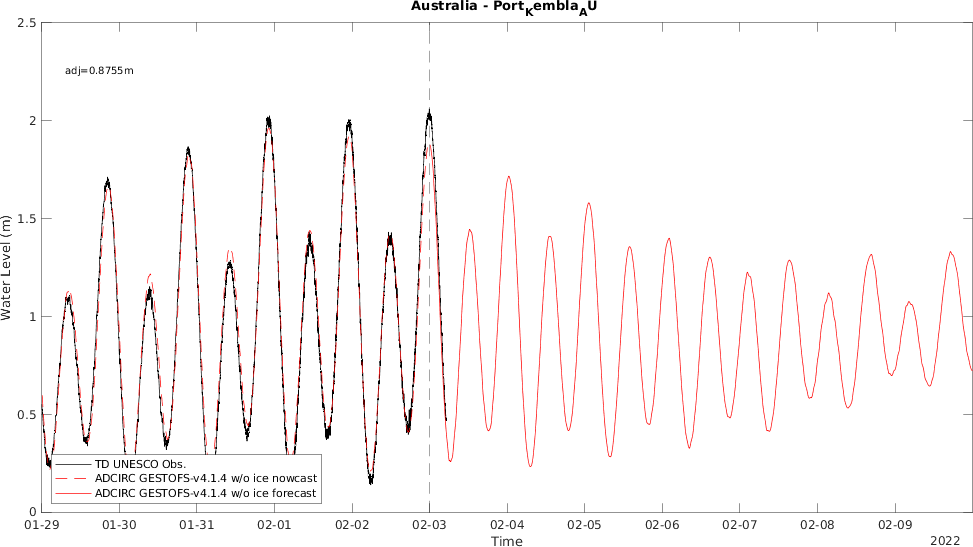 Australia - Port_Kembla_AU
2.5
adj=0.8755m
2
1.5
Water Level (m)
1
0.5
TD UNESCO Obs.
ADCIRC GESTOFS-v4.1.4 w/o ice nowcast
ADCIRC GESTOFS-v4.1.4 w/o ice forecast
0
01-29 01-30 01-31 02-01 02-02 02-03 02-04 02-05 02-06 02-07 02-08 02-09
Time
2022